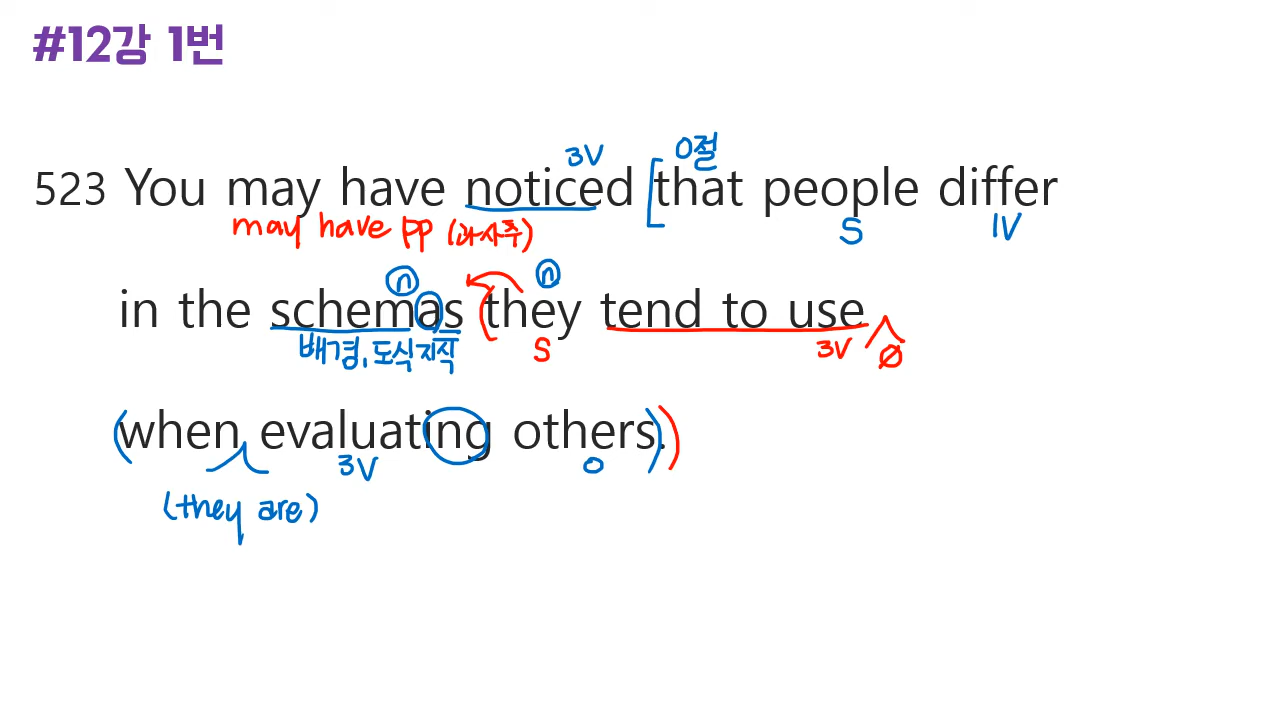 #12강 1번
3V O절
523 You may have noticed that people differ
may have pp (과사추) S 1V
n n
in the schemas they tend to use
배경, 도식 지식 S 3V Ø
(when evaluating others.)
3V O
(they are)